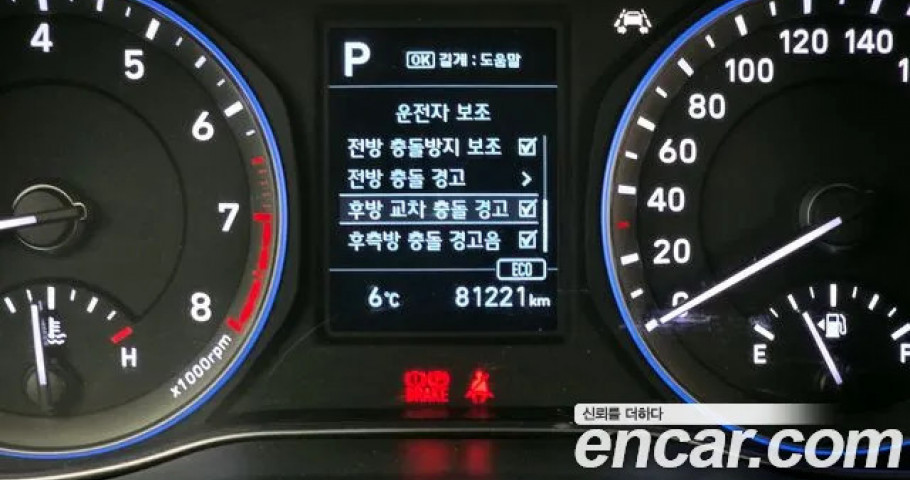 4
5
6
7
8
x1000rpm
H
P
OK 길게 : 도움말
운전자 보조
전방 충돌방지 보조
전방 충돌 경고
후방 교차 충돌 경고
후측방 충돌 경고음
ECO
6℃ 81221 km
BRAKE
0
20
40
60
80
100
120
140
E
F
신뢰를 더하다
encar.com